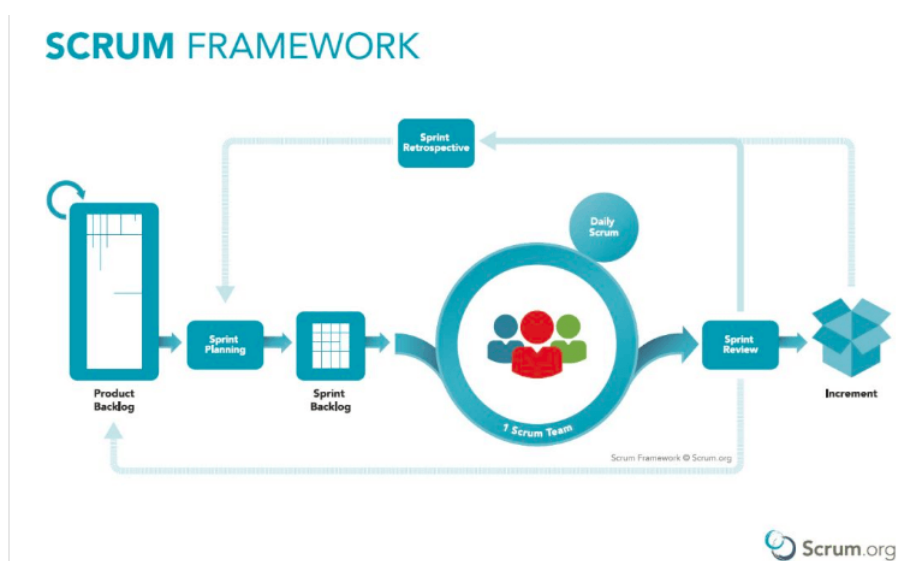 SCRUM FRAMEWORK
Sprint
Retrospective
Daily
Scrum
Sprint
Planning
Sprint
Review
Product
Backlog
Sprint
Backlog
Increment
1 Scrum Team
Scrum Framework © Scrum.org
Scrum.org